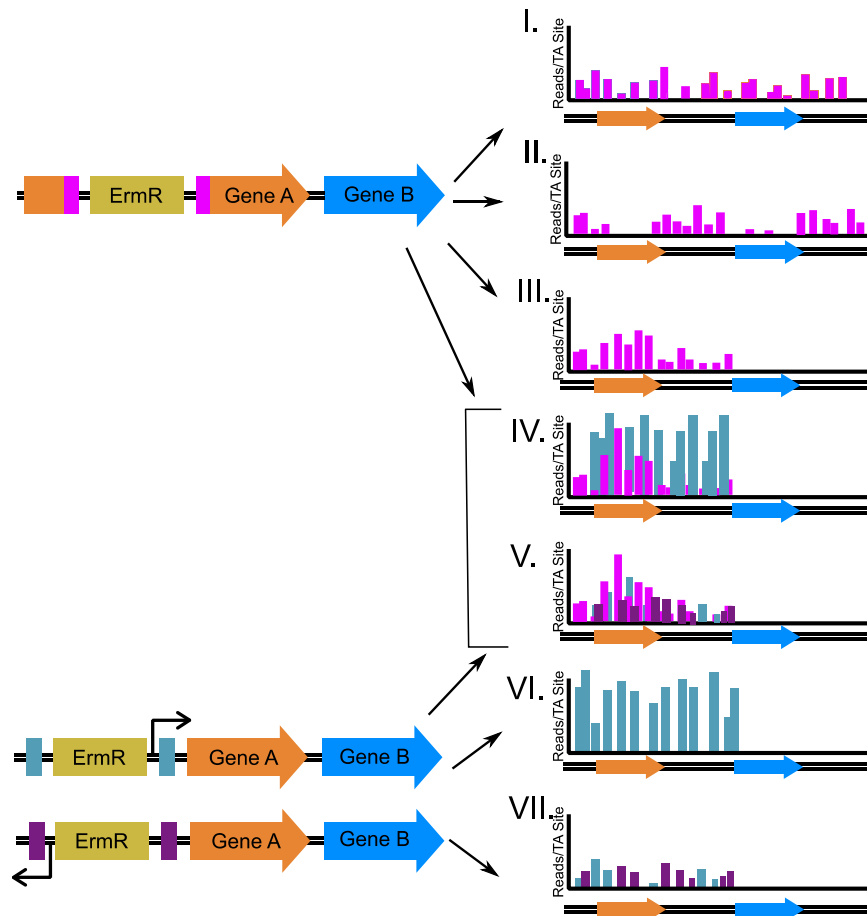 I.
Reads/TA Site
II.
Reads/TA Site
ErmR
Gene A
Gene B
III.
Reads/TA Site
IV.
Reads/TA Site
V.
Reads/TA Site
VI.
Reads/TA Site
ErmR
Gene A
Gene B
VII.
Reads/TA Site
ErmR
Gene A
Gene B